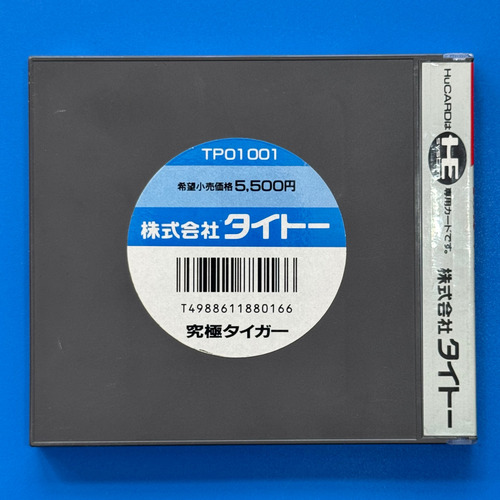 TP01001
希望小売価格 5,500円
株式会社 タイトー
T4988611880166
究極タイガー
HuCARDは HE 専用カードです。 株式会社 タイトー